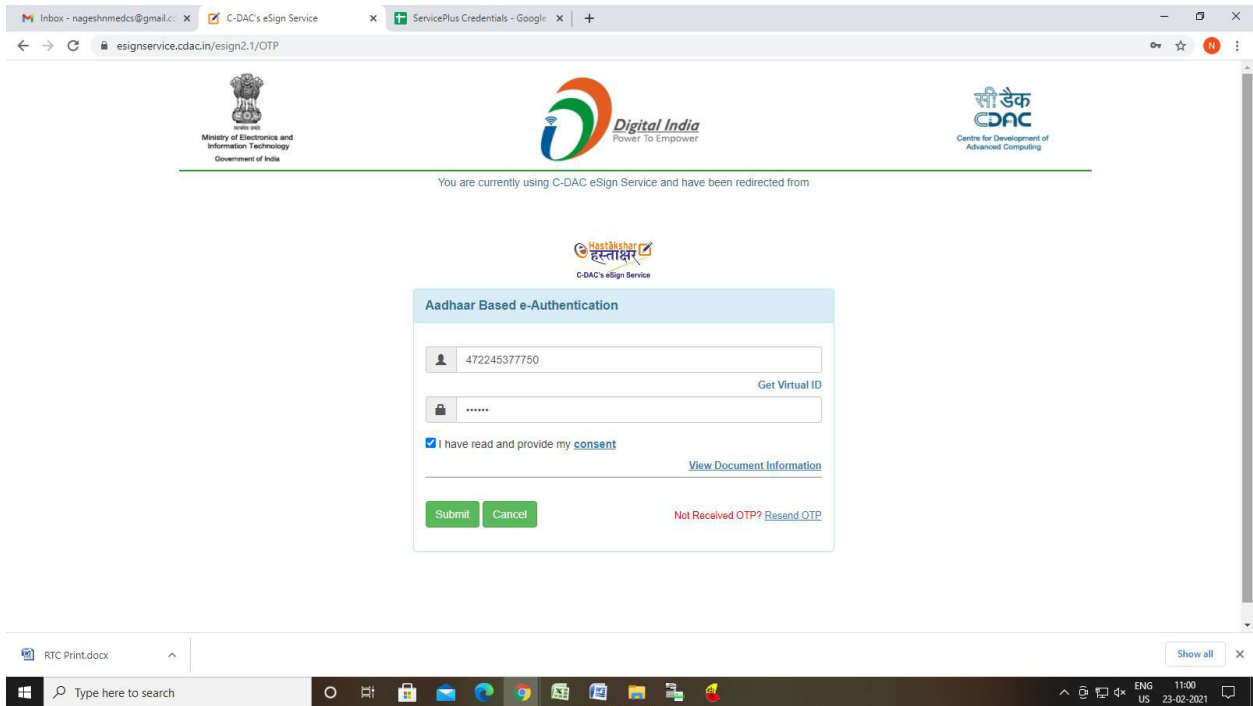 Inbox - nageshnmedcs@gmail.cc
C-DAC's eSign Service
ServicePlus Credentials - Google
esignservice.cdac.in/esign2.1/OTP
N
सत्यमेव जयते
Ministry of Electronics and
Information Technology
Government of India
Digital India
Power To Empower
सी डैक
CDAC
Centre for Development of
Advanced Computing
You are currently using C-DAC eSign Service and have been redirected from
e Hastākshar
हस्ताक्षर
C-DAC's eSign Service
Aadhaar Based e-Authentication
472245377750
Get Virtual ID
••••••
I have read and provide my consent
View Document Information
Submit Cancel Not Received OTP? Resend OTP
RTC Print.docx
Show all
Type here to search
ENG 11:00
US 23-02-2021